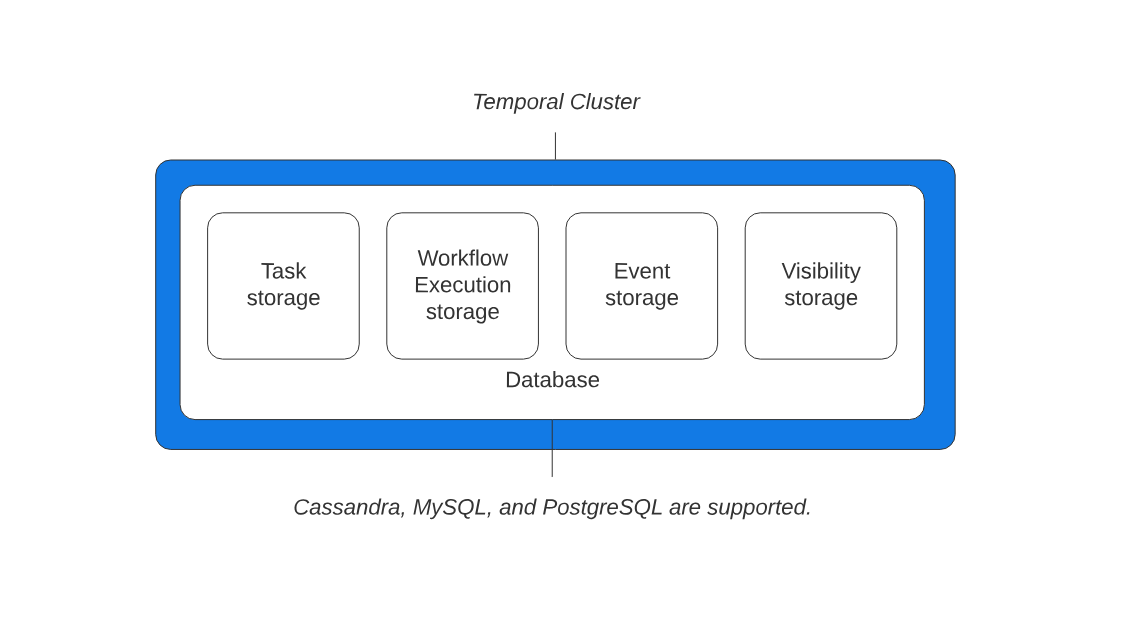 Temporal Cluster
Task
storage
Workflow
Execution
storage
Event
storage
Visibility
storage
Database
Cassandra, MySQL, and PostgreSQL are supported.